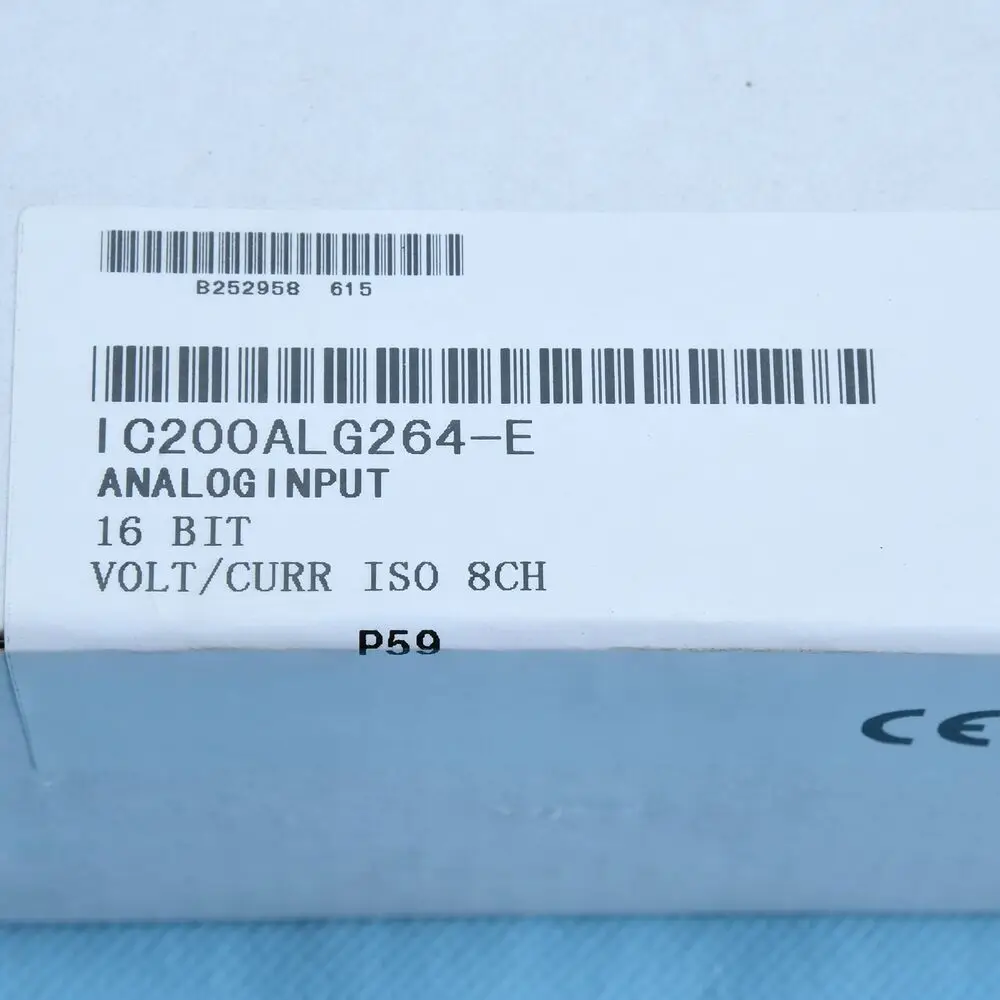 B252958 615
IC200ALG264-E
ANALOGINPUT
16 BIT
VOLT/CURR ISO 8CH
P59
CE